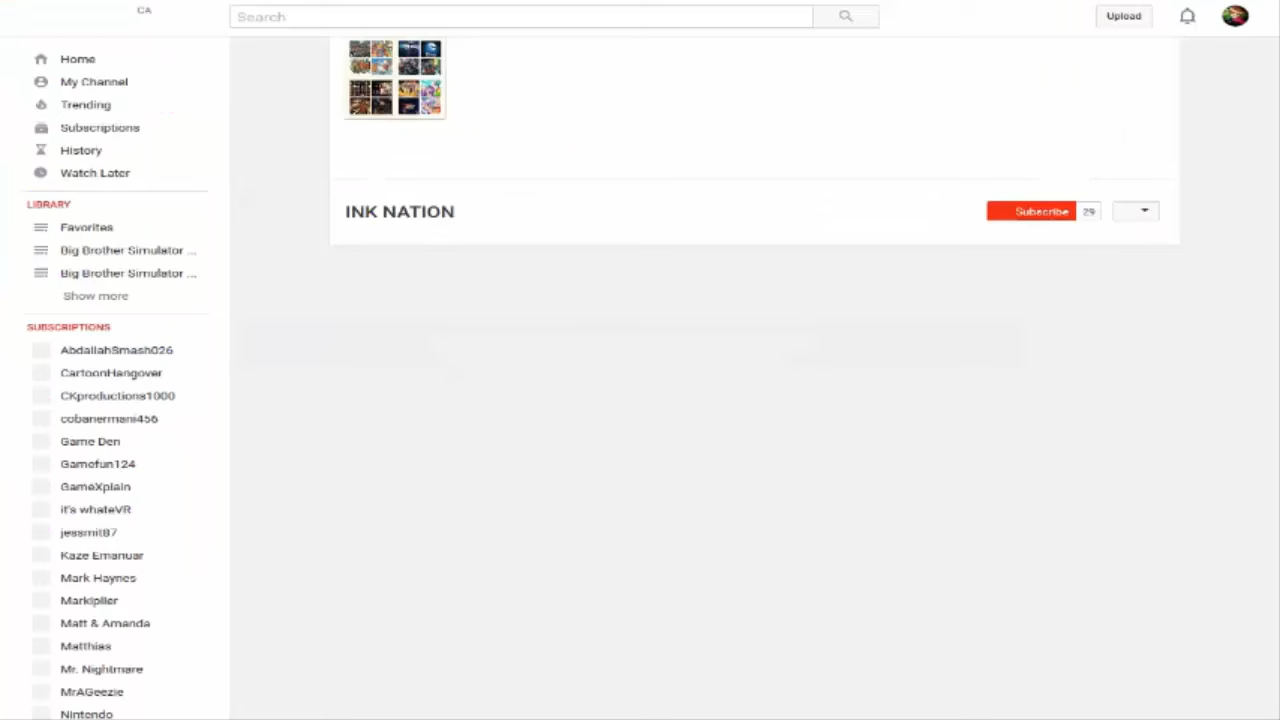 CA
Search
Upload
Home
My Channel
Trending
Subscriptions
History
Watch Later
LIBRARY
Favorites
Big Brother Simulator ...
Big Brother Simulator ...
Show more
SUBSCRIPTIONS
AbdallahSmash026
CartoonHangover
CKproductions1000
cobanermani456
Game Den
Gamefun124
GameXplain
it's whateVR
jessmit87
Kaze Emanuar
Mark Haynes
Markiplier
Matt & Amanda
Matthias
Mr. Nightmare
MrAGeezie
Nintendo
INK NATION
Subscribe 29